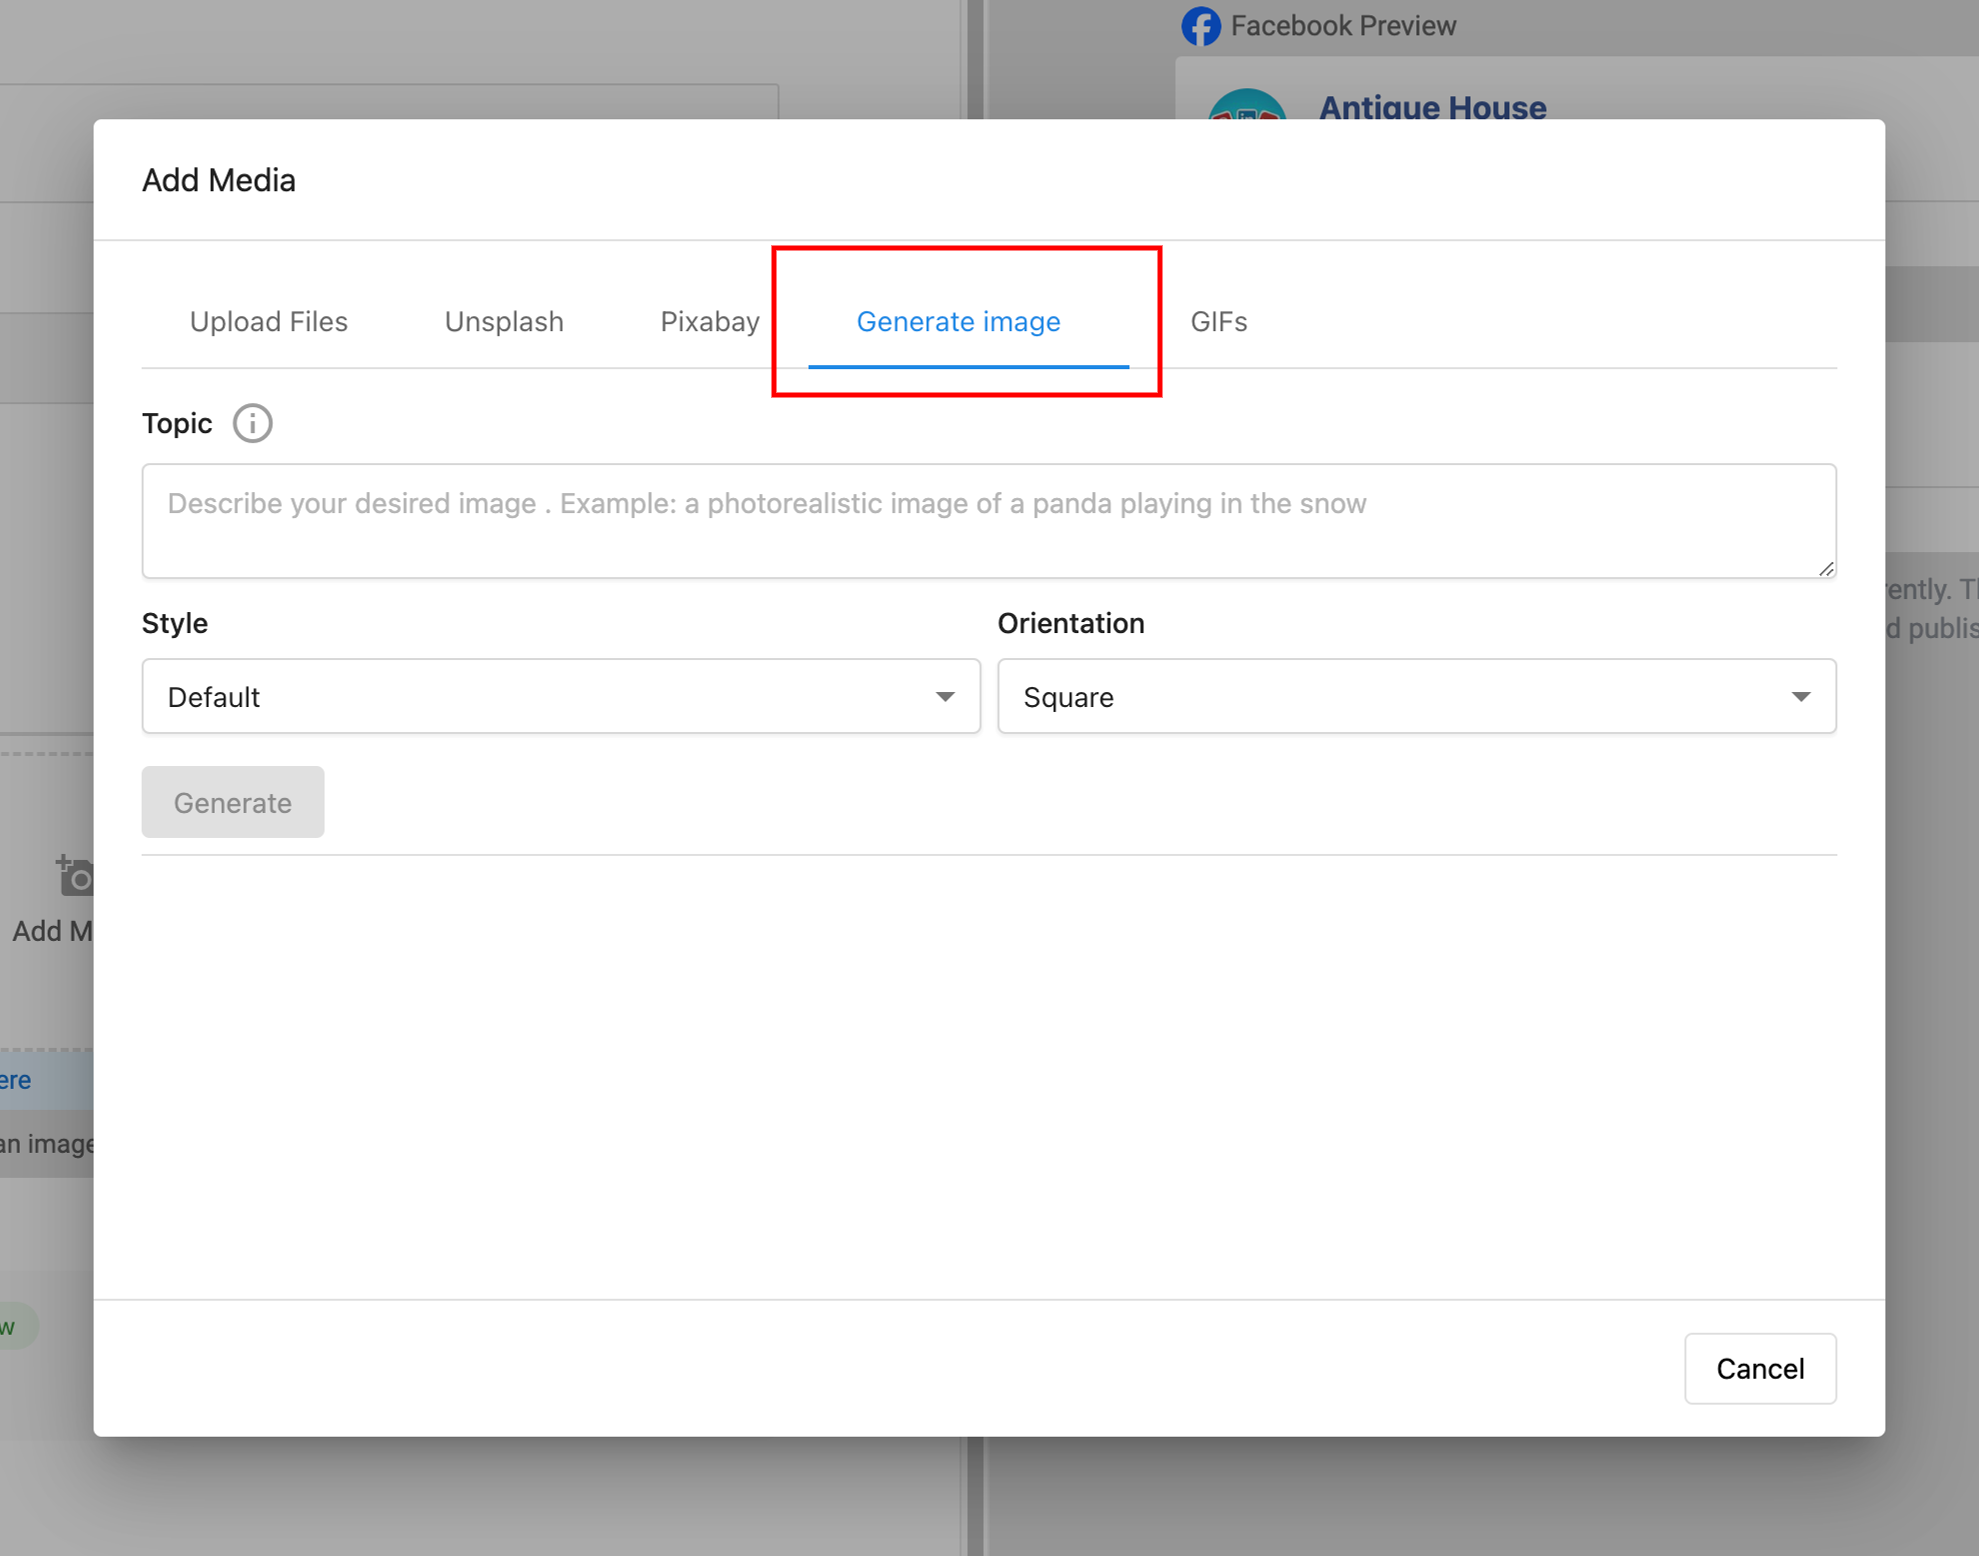 Facebook Preview
Antique House
Add Media
Upload Files Unsplash Pixabay Generate image GIFs
Topic
Describe your desired image . Example: a photorealistic image of a panda playing in the snow
Style Orientation
Default Square
Generate
Add M
ere
an image
rently. Th
d publis
w
Cancel